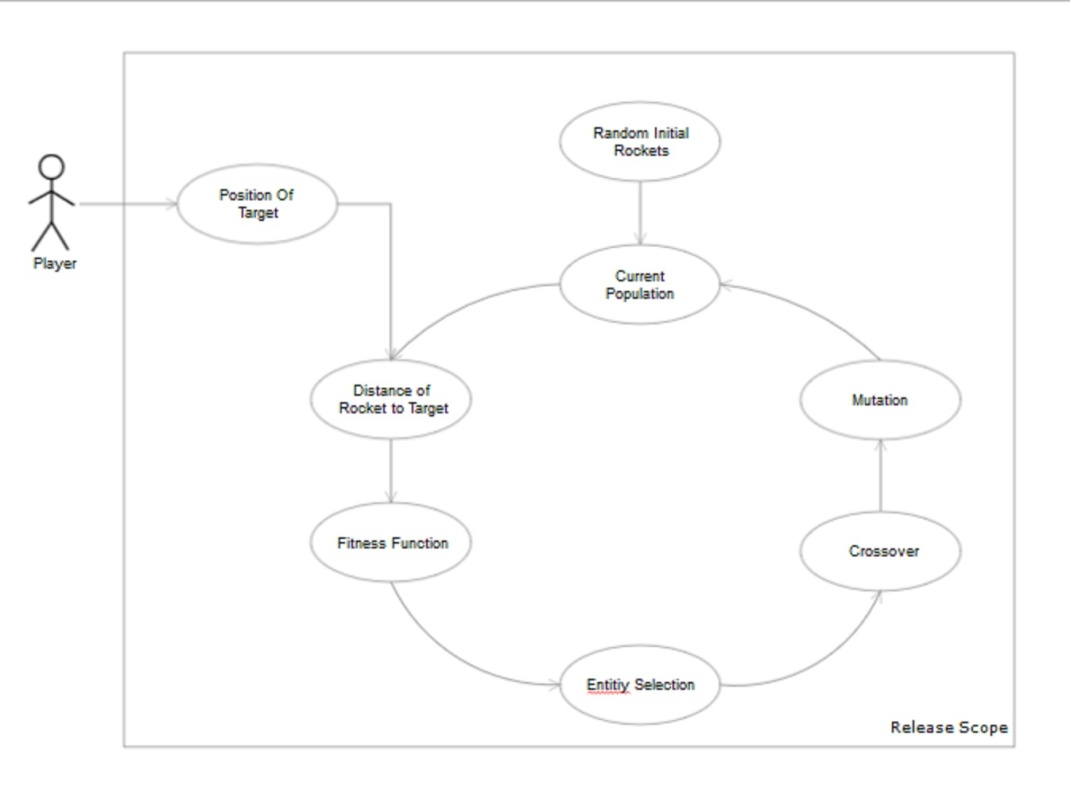 Random Initial
Rockets
Position Of
Target
Player
Current
Population
Distance of
Rocket to Target
Mutation
Fitness Function
Crossover
Entitiy Selection
Release Scope